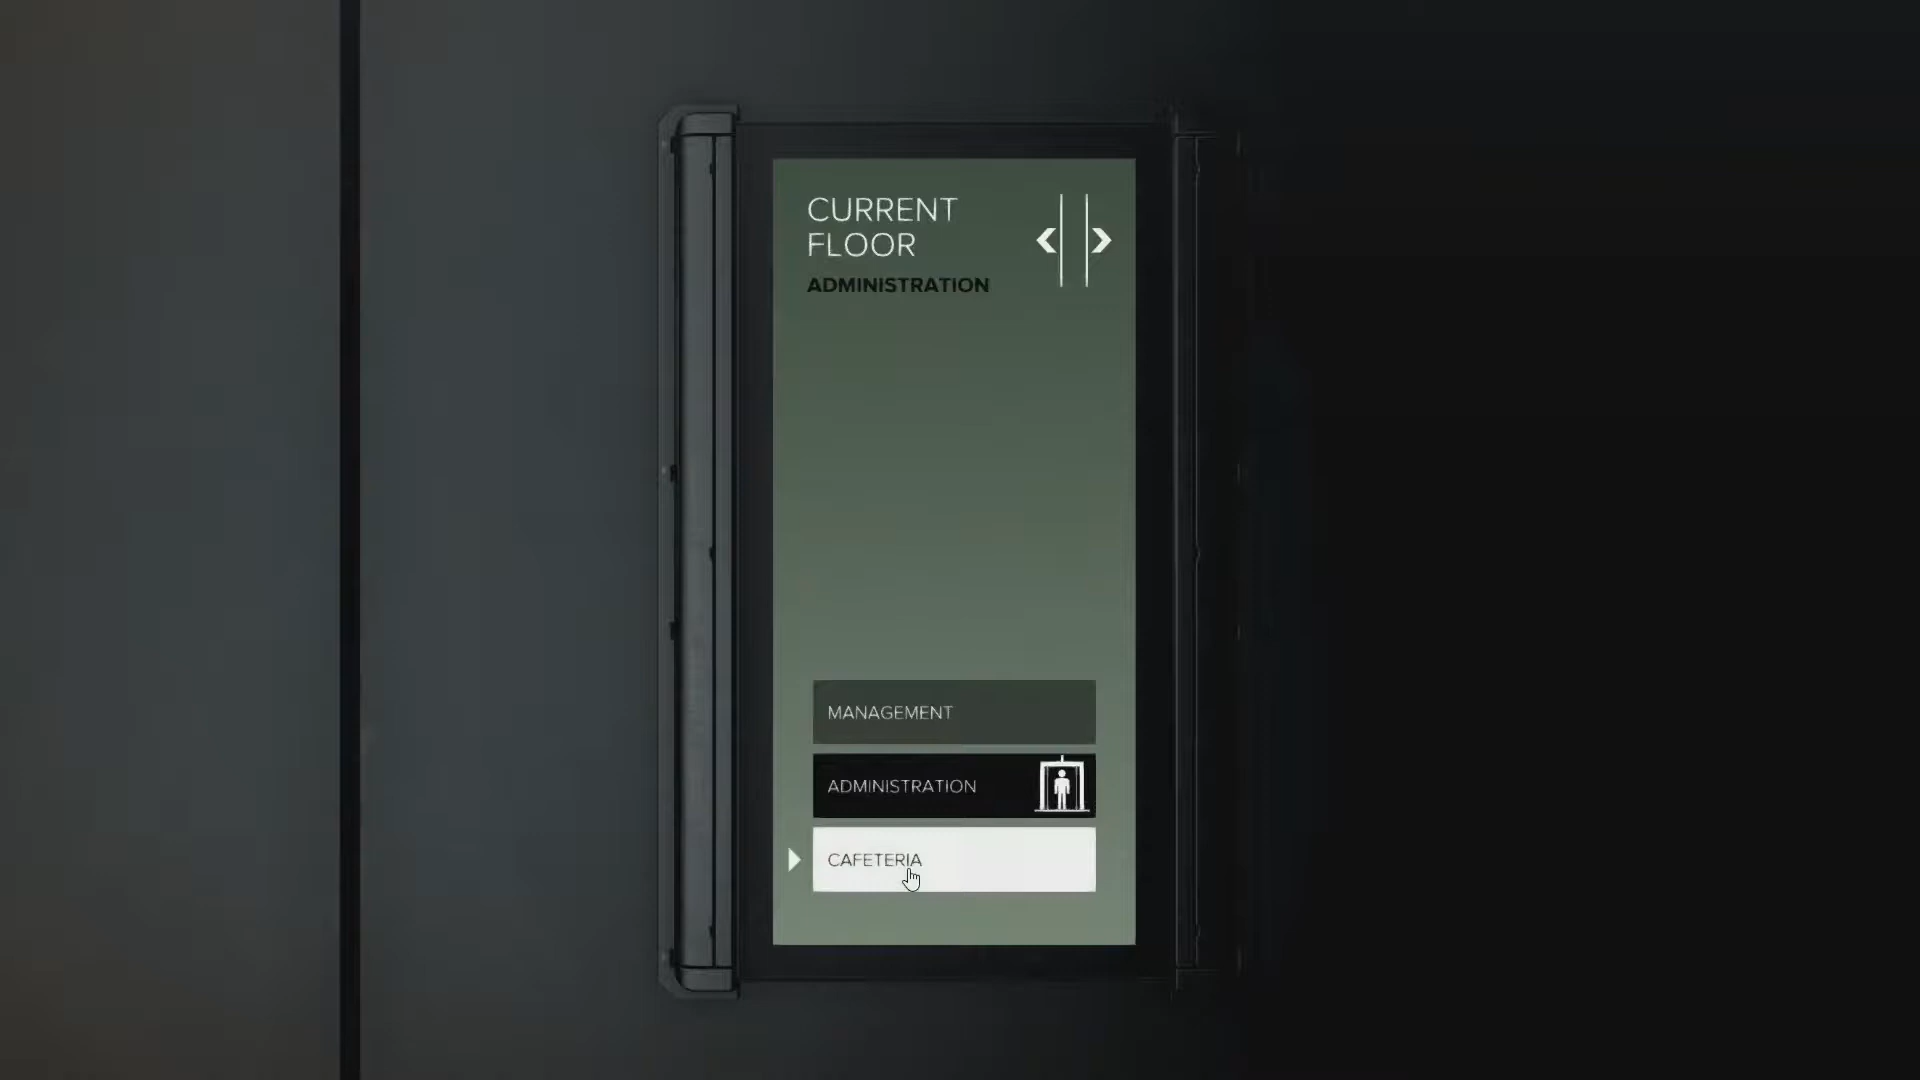 CURRENT
FLOOR
ADMINISTRATION
MANAGEMENT
ADMINISTRATION
CAFETERIA